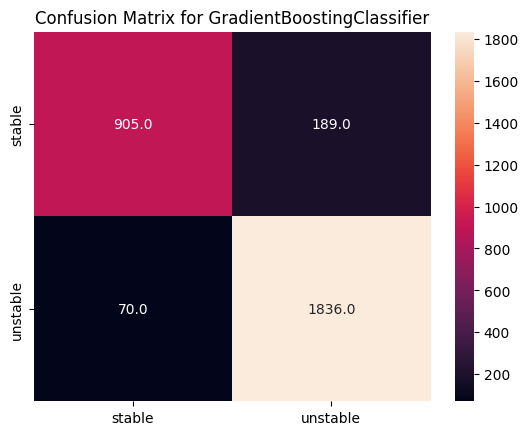 Confusion Matrix for GradientBoostingClassifier
stable
905.0
189.0
unstable
70.0
1836.0
stable
unstable
1800
1600
1400
1200
1000
800
600
400
200